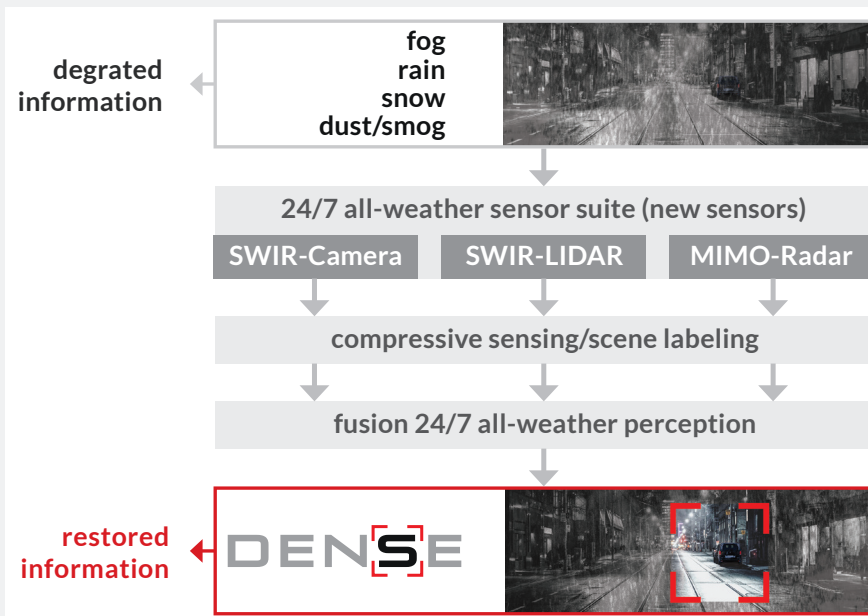 degrated
information
fog
rain
snow
dust/smog
24/7 all-weather sensor suite (new sensors)
SWIR-Camera SWIR-LIDAR MIMO-Radar
compressive sensing/scene labeling
fusion 24/7 all-weather perception
restored
information
DENSE